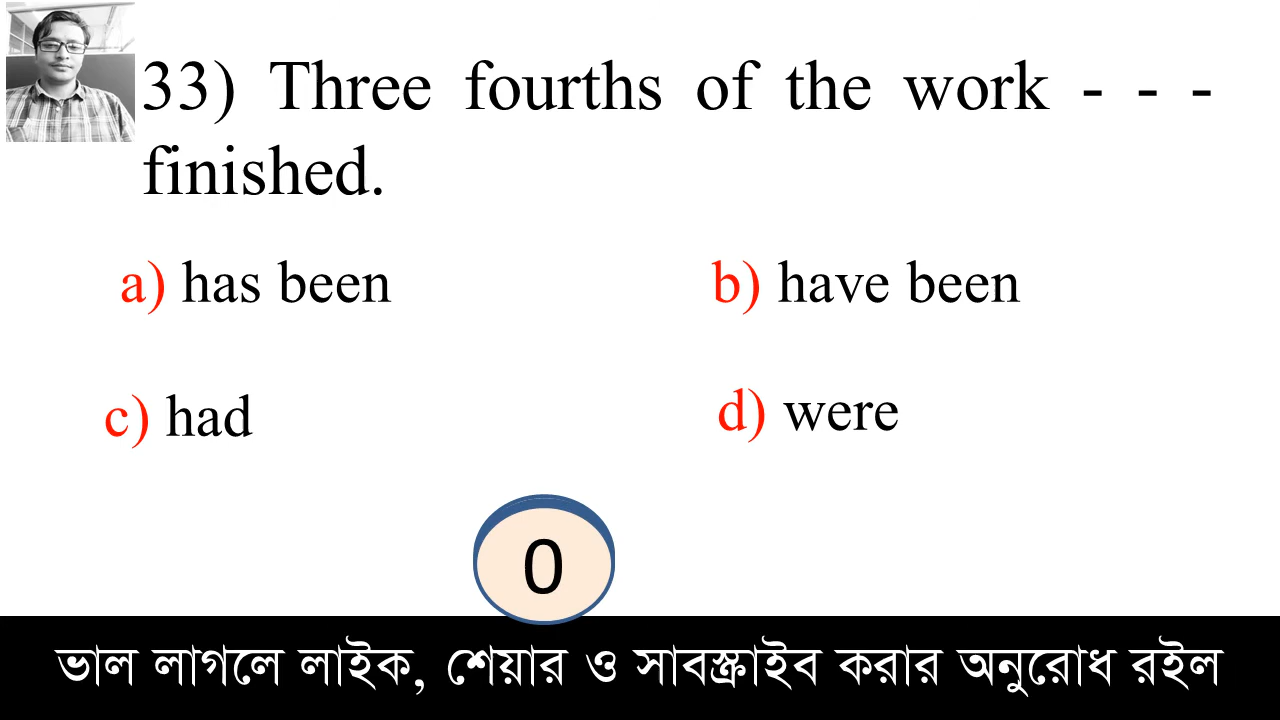 33) Three fourths of the work - - -
finished.
a) has been
b) have been
c) had
d) were
0
ভাল লাগলে লাইক, শেয়ার ও সাবস্ক্রাইব করার অনুরোধ রইল